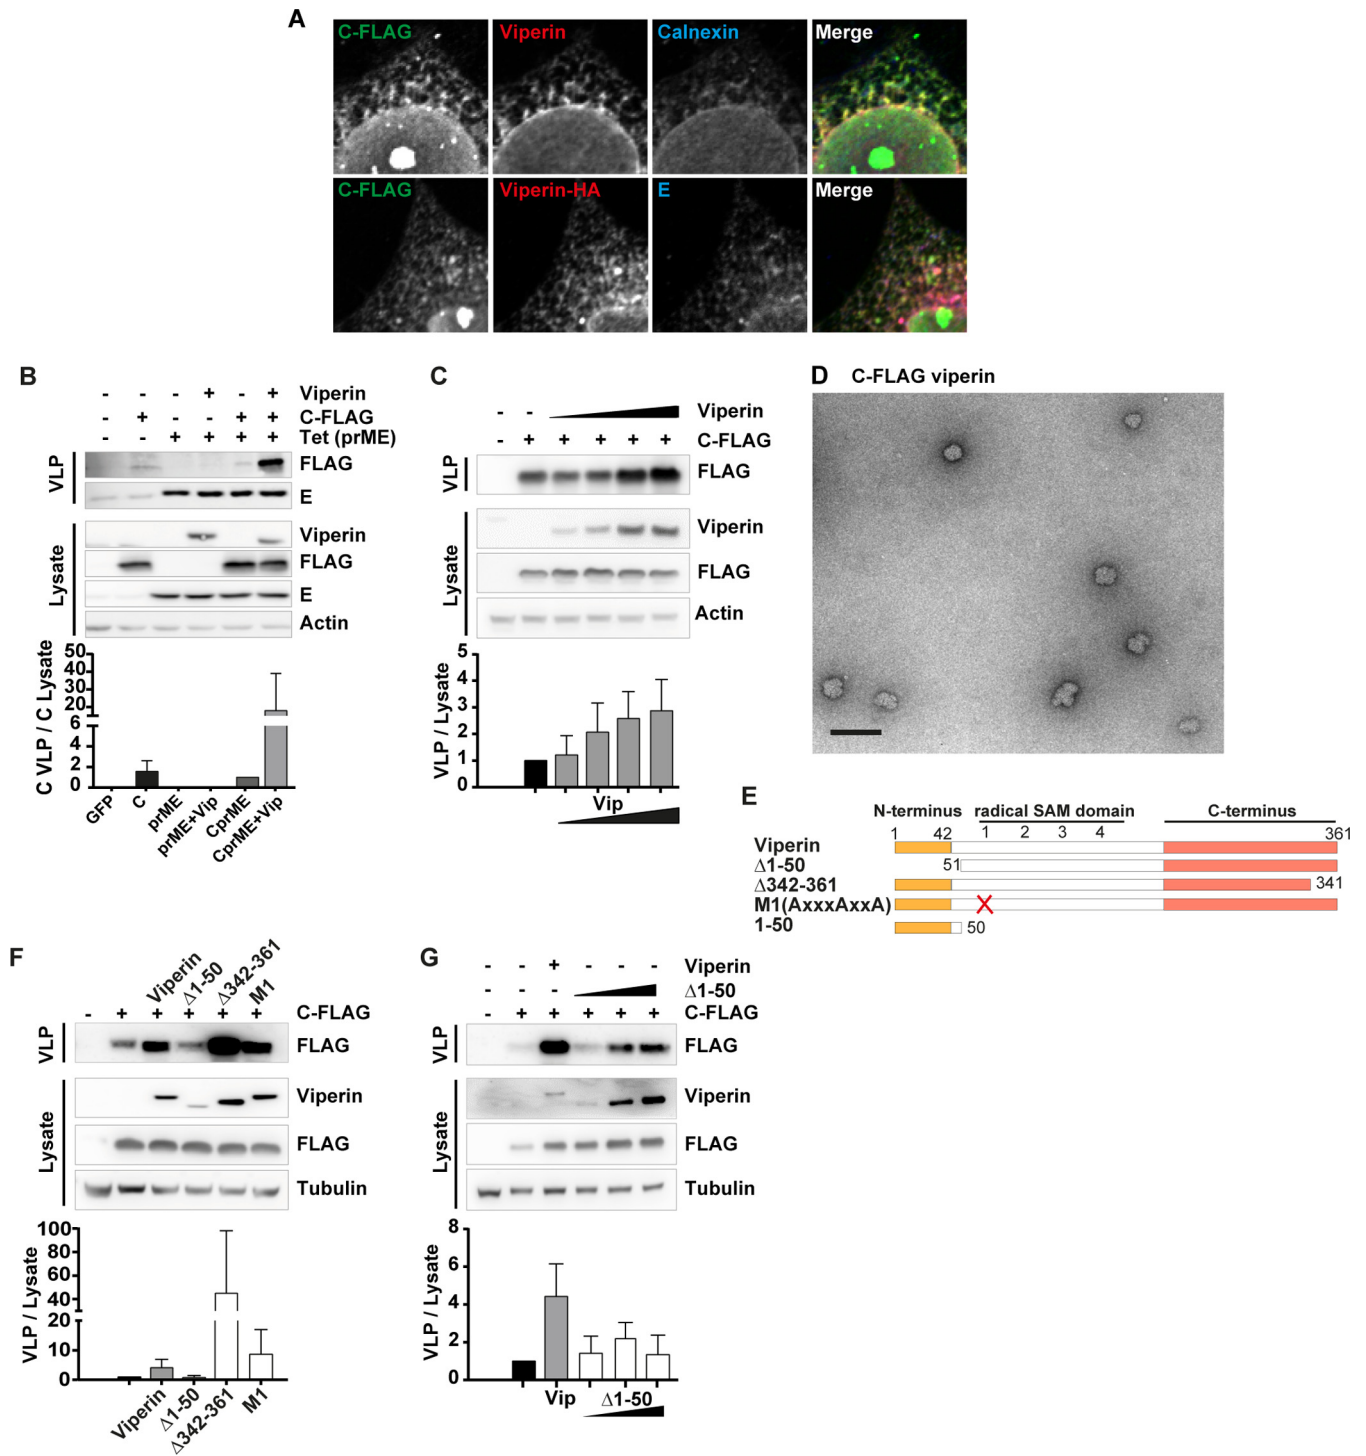 A
C-FLAG Viperin Calnexin Merge
C-FLAG Viperin-HA E Merge
B
- - - + - + Viperin
- + - - + + C-FLAG
- - + + + + Tet (prME)
VLP
FLAG
E
Lysate
Viperin
FLAG
E
Actin
C VLP / C Lysate
50
40
30
20
10
6
4
2
0
GFP C prME prME+Vip CprME CprME+Vip
C
- - Viperin
- + + + + + C-FLAG
VLP
FLAG
Lysate
Viperin
FLAG
Actin
VLP / Lysate
5
4
3
2
1
0
Vip
D C-FLAG viperin
E
N-terminus radical SAM domain C-terminus
1 42 1 2 3 4 361
Viperin
Δ1-50 51
Δ342-361 341
M1(AxxxAxxA) X
1-50 50
F
Viperin Δ1-50 Δ342-361 M1
- + + + + + C-FLAG
VLP
FLAG
Lysate
Viperin
FLAG
Tubulin
VLP / Lysate
100
80
60
40
20
10
0
Viperin Δ1-50 Δ342-361 M1
G
- - + - - - Viperin
- - - Δ1-50
- + + + + + C-FLAG
VLP
FLAG
Lysate
Viperin
FLAG
Tubulin
VLP / Lysate
8
6
4
2
0
Vip Δ1-50